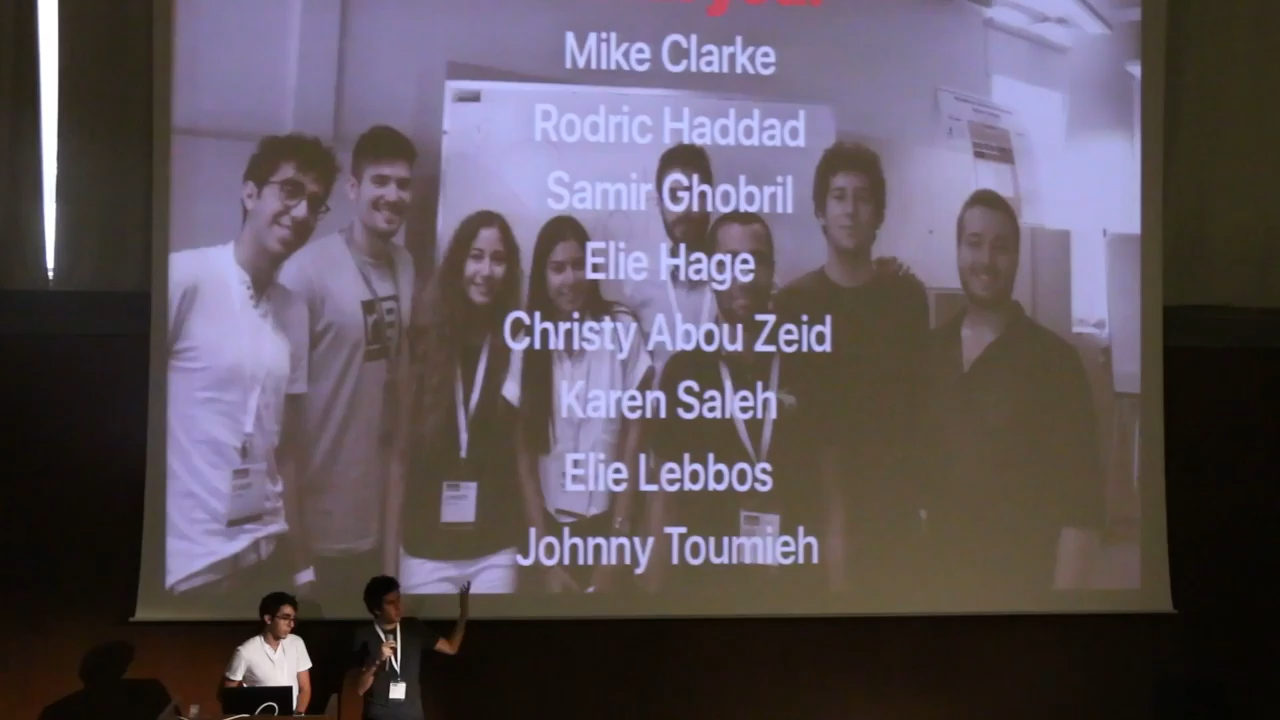 Mike Clarke
Rodric Haddad
Samir Ghobril
Elie Hage
Christy Abou Zeid
Karen Saleh
Elie Lebbos
Johnny Toumieh